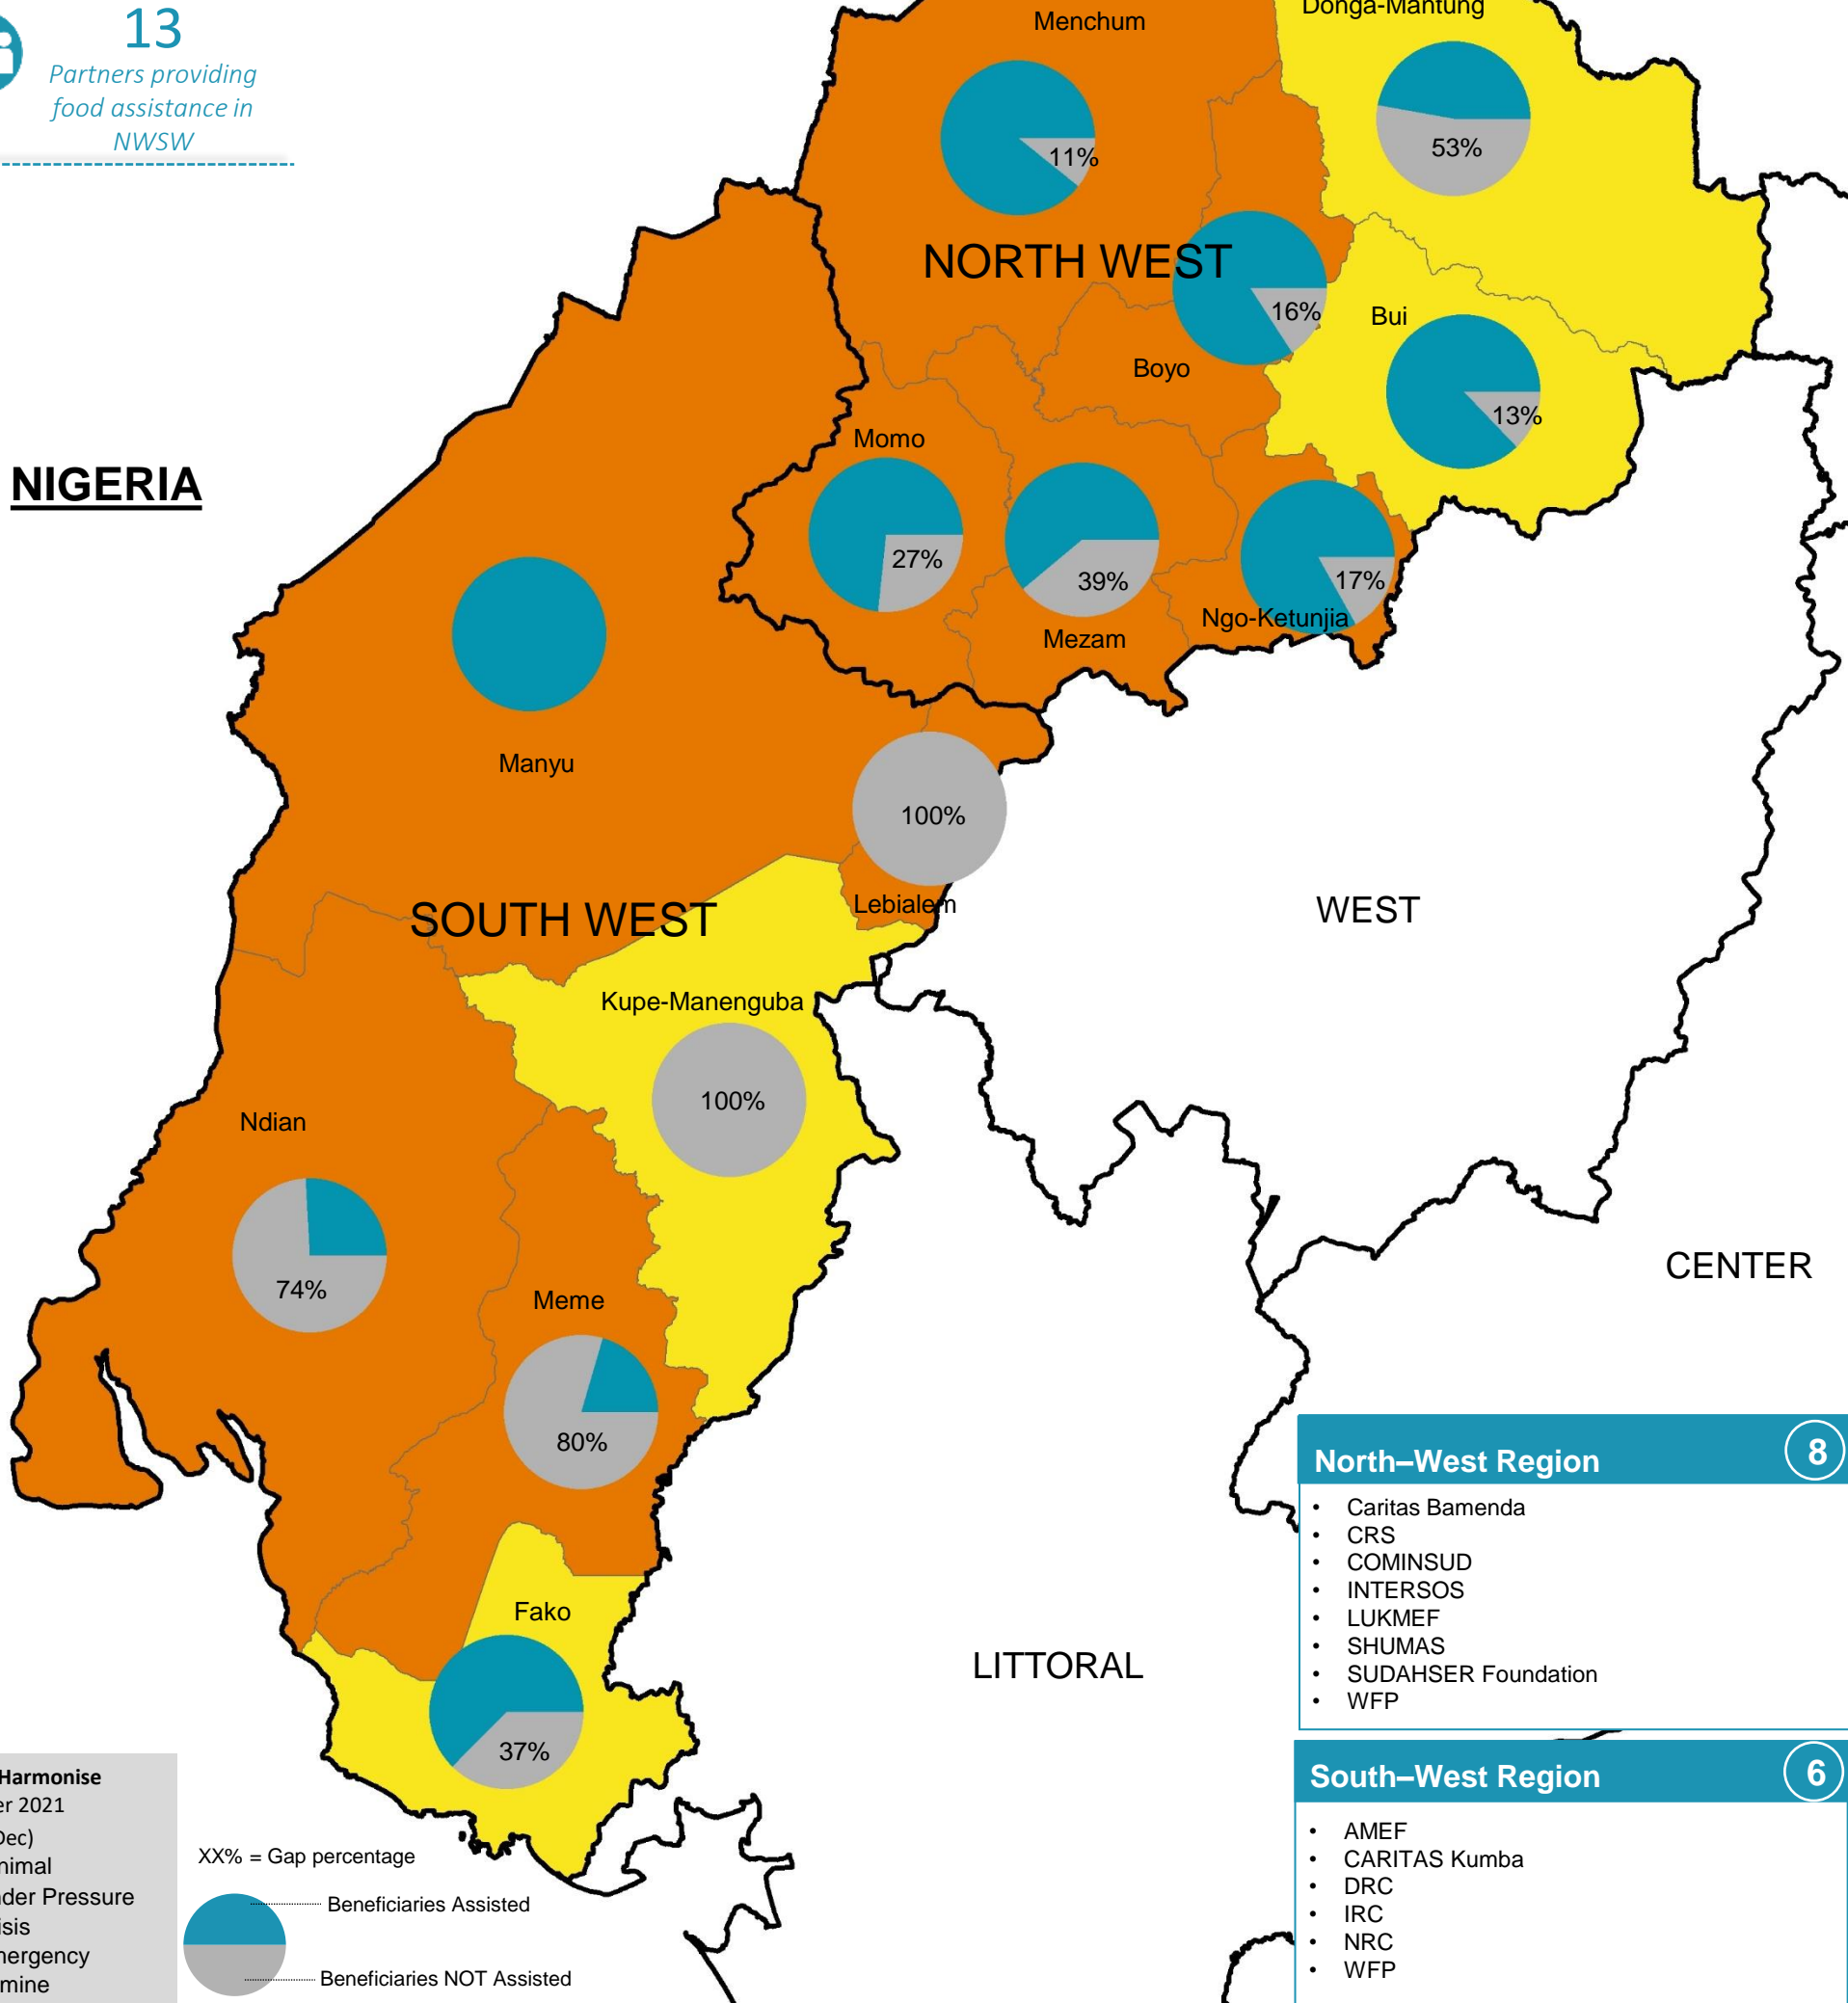 13
Partners providing
food assistance in
NWSW
Menchum
Donga-Mantung
11%
53%
NORTH WEST
16%
Bui
Boyo
13%
Momo
NIGERIA
27%
39%
17%
Ngo-Ketunjia
Mezam
Manyu
100%
Lebialem
SOUTH WEST
WEST
Kupe-Manenguba
100%
Ndian
74%
CENTER
Meme
80%
North–West Region 8
• Caritas Bamenda
• CRS
• COMINSUD
• INTERSOS
• LUKMEF
• SHUMAS
• SUDAHSER Foundation
• WFP
Fako
LITTORAL
37%
South–West Region 6
• AMEF
• CARITAS Kumba
• DRC
• IRC
• NRC
• WFP
Harmonise
2021
Dec)
Pressure
XX% = Gap percentage
Beneficiaries Assisted
Beneficiaries NOT Assisted